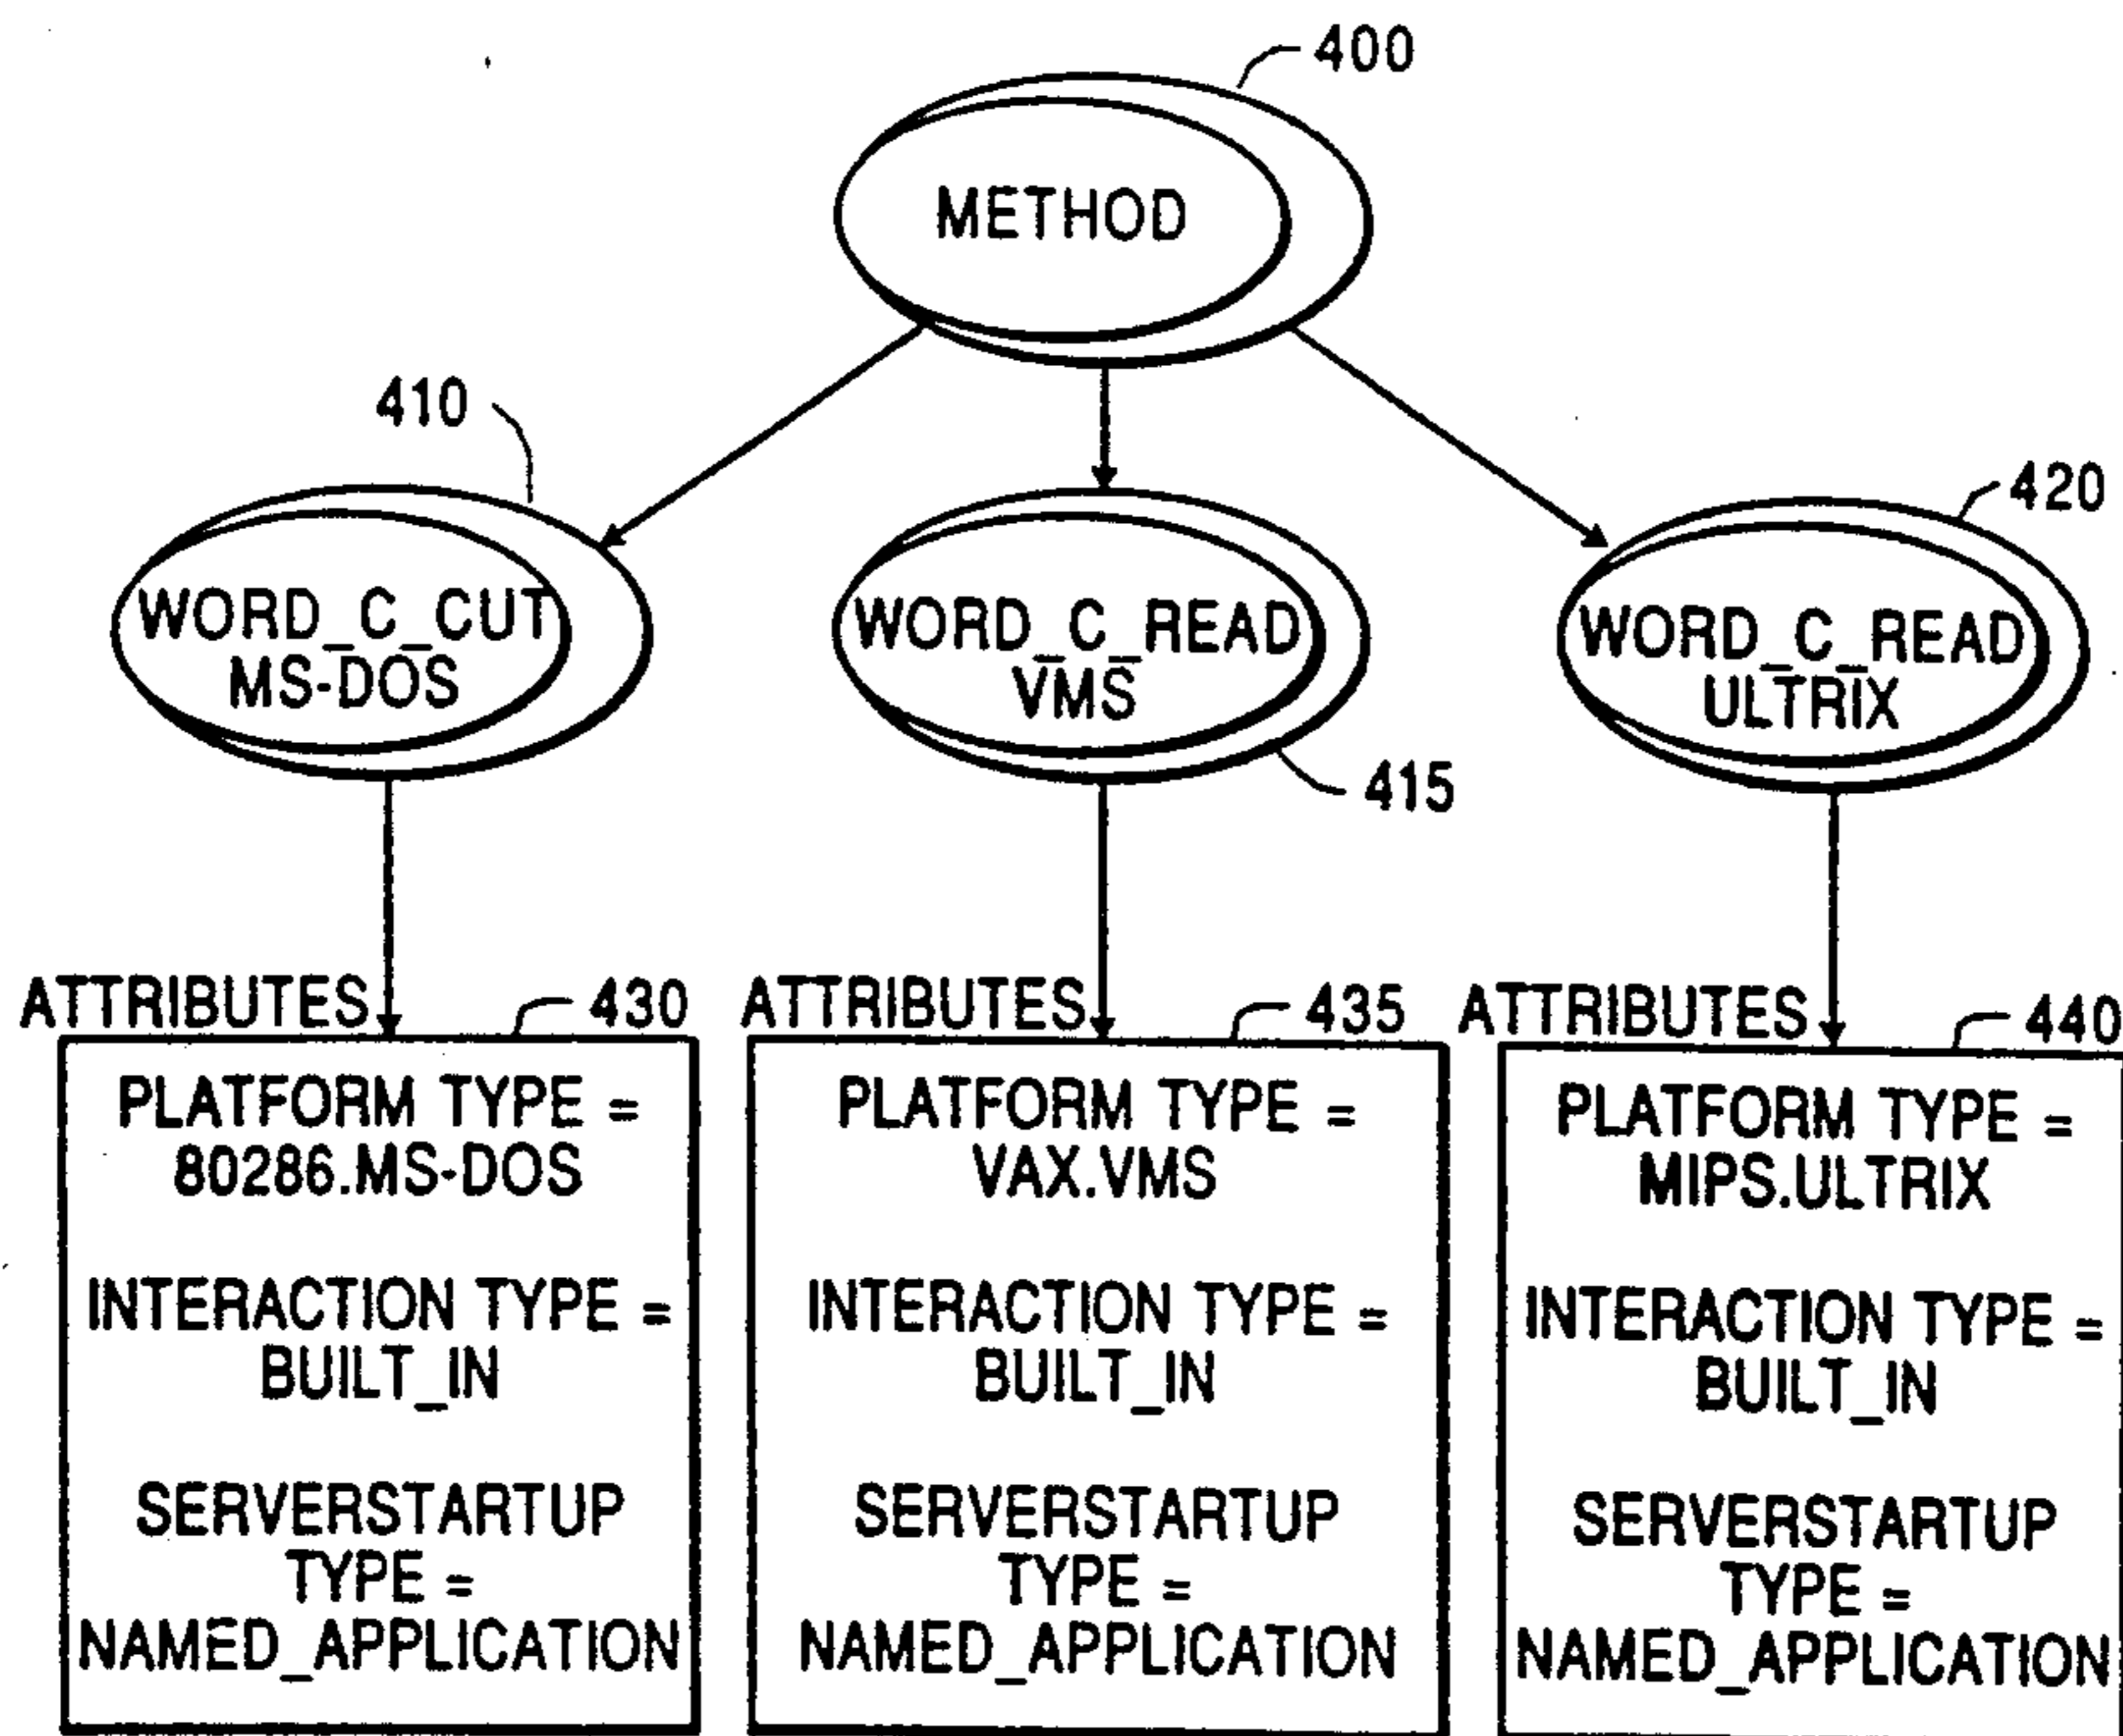 400
METHOD
410
420
WORD_C_CUT
MS-DOS
WORD_C_READ
VMS
WORD_C_READ
ULTRIX
415
ATTRIBUTES
430
PLATFORM TYPE =
80286.MS-DOS
INTERACTION TYPE =
BUILT_IN
SERVERSTARTUP
TYPE =
NAMED_APPLICATION
ATTRIBUTES
435
PLATFORM TYPE =
VAX.VMS
INTERACTION TYPE =
BUILT_IN
SERVERSTARTUP
TYPE =
NAMED_APPLICATION
ATTRIBUTES
440
PLATFORM TYPE =
MIPS.ULTRIX
INTERACTION TYPE =
BUILT_IN
SERVERSTARTUP
TYPE =
NAMED_APPLICATION